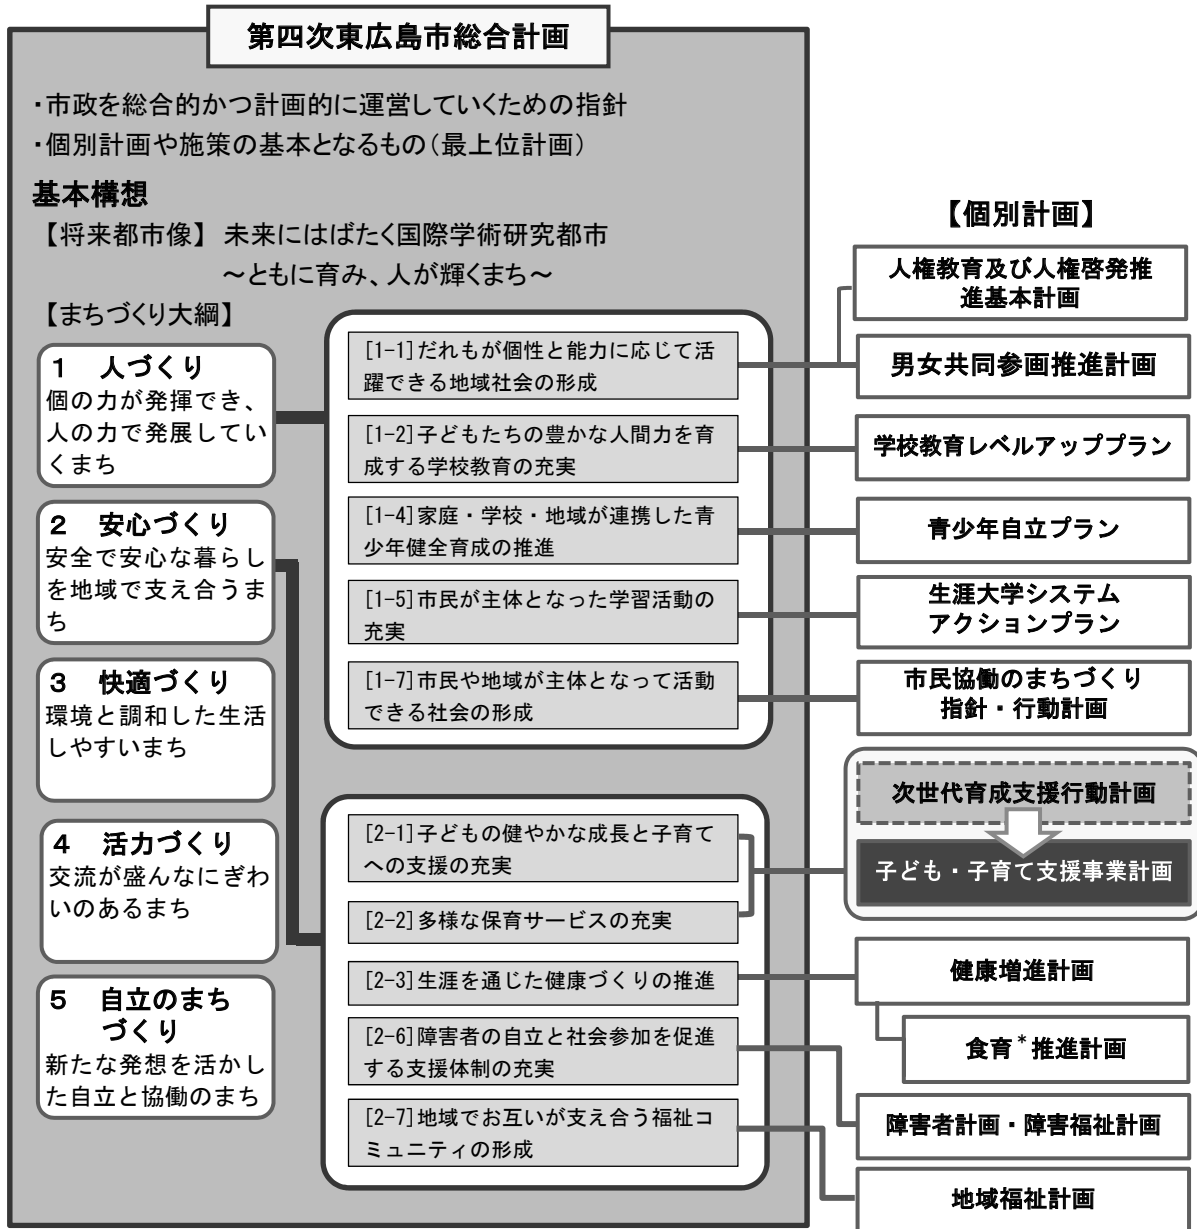 第四次東広島市総合計画
・市政を総合的かつ計画的に運営していくための指針
・個別計画や施策の基本となるもの（最上位計画）
基本構想
【将来都市像】 未来にはばたく国際学術研究都市
～ともに育み、人が輝くまち～
【まちづくり大綱】
1 人づくり
個の力が発揮でき、
人の力で発展してい
くまち
2 安心づくり
安全で安心な暮らし
を地域で支え合うま
ち
3 快適づくり
環境と調和した生活
しやすいまち
4 活力づくり
交流が盛んなにぎわ
いのあるまち
5 自立のまち
づくり
新たな発想を活かし
た自立と協働のまち
[1-1]だれもが個性と能力に応じて活
躍できる地域社会の形成
[1-2]子どもたちの豊かな人間力を育
成する学校教育の充実
[1-4]家庭・学校・地域が連携した青
少年健全育成の推進
[1-5]市民が主体となった学習活動の
充実
[1-7]市民や地域が主体となって活動
できる社会の形成
[2-1]子どもの健やかな成長と子育て
への支援の充実
[2-2]多様な保育サービスの充実
[2-3]生涯を通じた健康づくりの推進
[2-6]障害者の自立と社会参加を促進
する支援体制の充実
[2-7]地域でお互いが支え合う福祉コ
ミュニティの形成
【個別計画】
人権教育及び人権啓発推
進基本計画
男女共同参画推進計画
学校教育レベルアッププラン
青少年自立プラン
生涯大学システム
アクションプラン
市民協働のまちづくり
指針・行動計画
次世代育成支援行動計画
子ども・子育て支援事業計画
健康増進計画
食育*推進計画
障害者計画・障害福祉計画
地域福祉計画